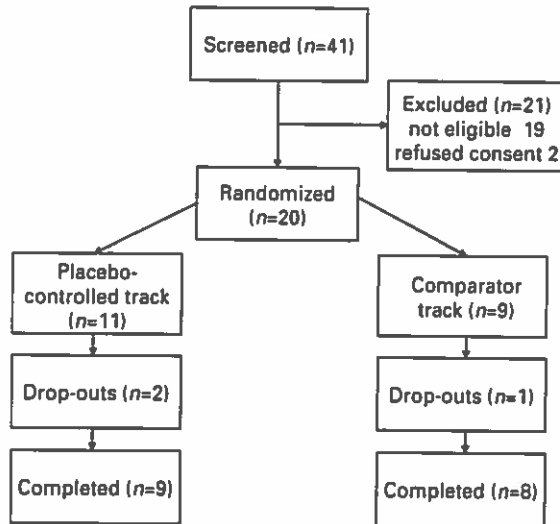 Screened (n=41)
Excluded (n=21)
not eligible 19
refused consent 2
Randomized
(n=20)
Placebo-
controlled track
(n=11)
Comparator
track (n=9)
Drop-outs (n=2)
Drop-outs (n=1)
Completed (n=9)
Completed (n=8)